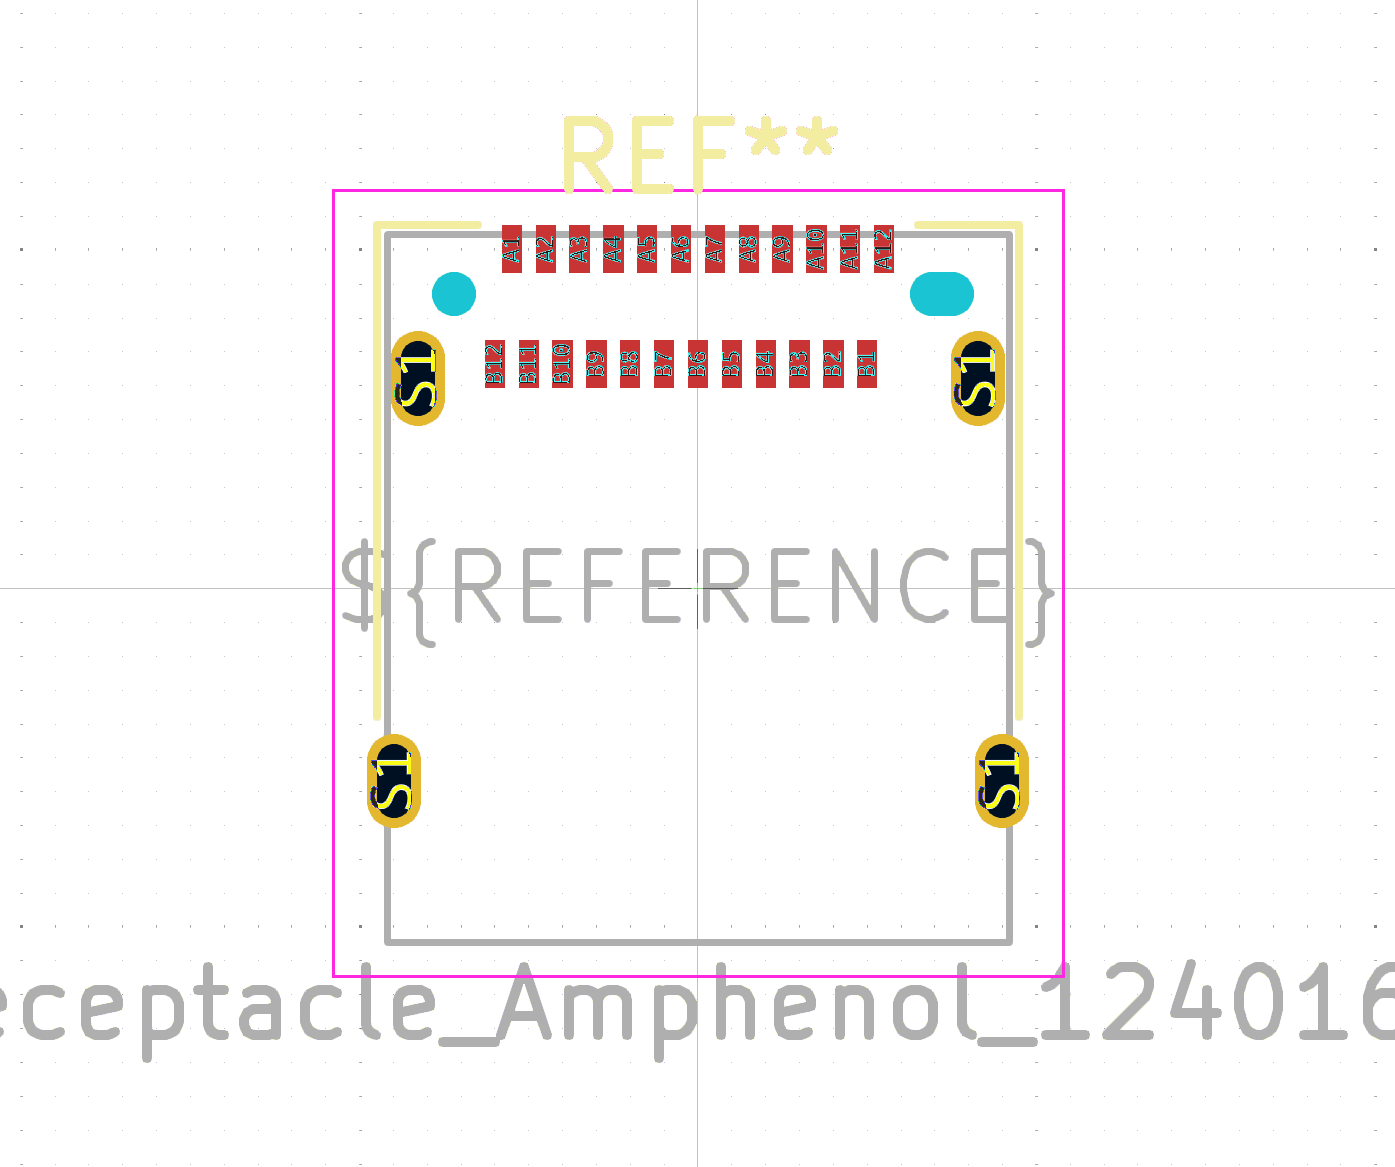 REF**
A1 A2 A3 A4 A5 A6 A7 A8 A9 A10 A11 A12
B12 B11 B10 B9 B8 B7 B6 B5 B4 B3 B2 B1
S1 S1
${REFERENCE}
S1 S1
eceptacle_Amphenol_124016